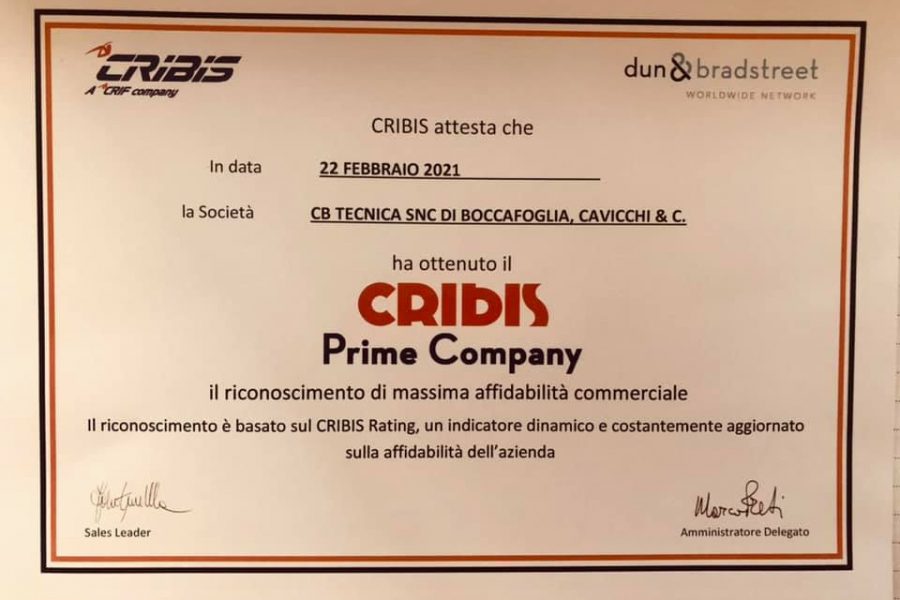 CRIBIS
A CRIF company
dun&bradstreet
WORLDWIDE NETWORK
CRIBIS attesta che
In data 22 FEBBRAIO 2021
la Società CB TECNICA SNC DI BOCCAFOGLIA, CAVICCHI & C.
ha ottenuto il
CRIBIS
Prime Company
il riconoscimento di massima affidabilità commerciale
Il riconoscimento è basato sul CRIBIS Rating, un indicatore dinamico e costantemente aggiornato
sulla affidabilità dell'azienda
Marco Preti
Sales Leader
Amministratore Delegato